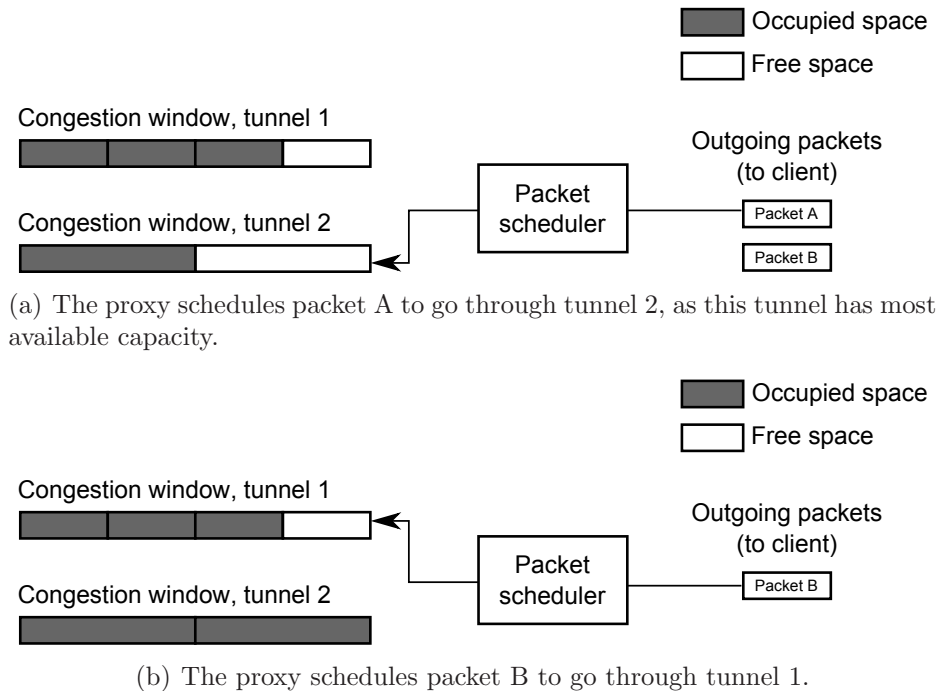 Occupied space
Free space
Congestion window, tunnel 1
Outgoing packets
(to client)
Packet
scheduler
Packet A
Congestion window, tunnel 2
Packet B
(a) The proxy schedules packet A to go through tunnel 2, as this tunnel has most
available capacity.
Occupied space
Free space
Congestion window, tunnel 1
Outgoing packets
(to client)
Packet
scheduler
Packet B
Congestion window, tunnel 2
(b) The proxy schedules packet B to go through tunnel 1.